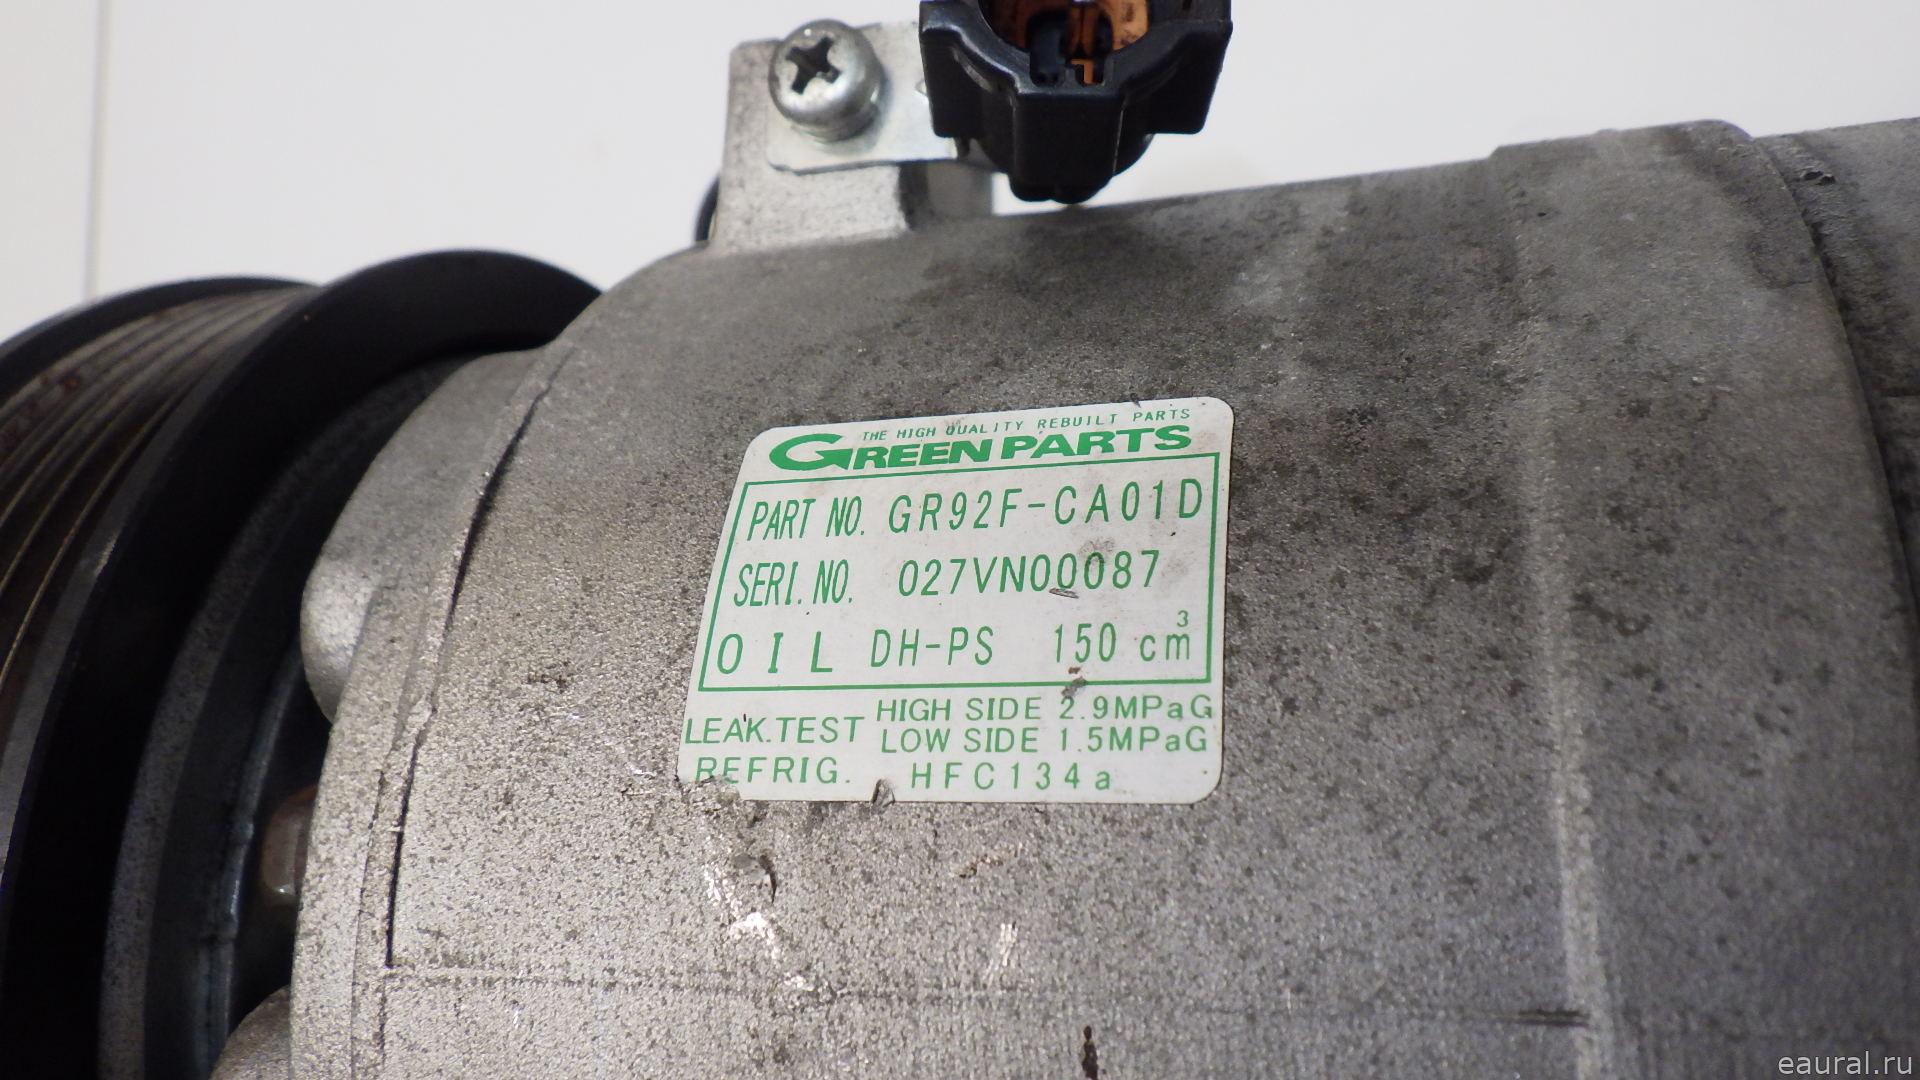 THE HIGH QUALITY REBUILT PARTS
GREEN PARTS
PART NO. GR92F-CA01D
SERI. NO. 027VN00087
OIL DH-PS 150 cm³
LEAK.TEST HIGH SIDE 2.9MPaG
LOW SIDE 1.5MPaG
REFRIG. HFC134a
eaural.ru